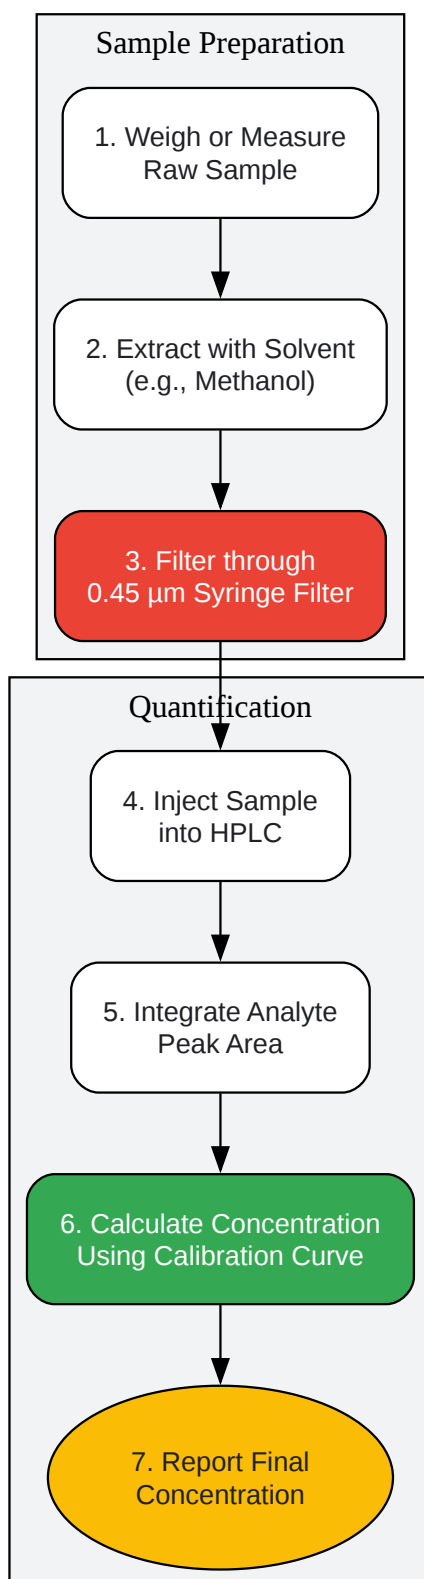 Sample Preparation
1. Weigh or Measure
Raw Sample
2. Extract with Solvent
(e.g., Methanol)
3. Filter through
0.45 µm Syringe Filter
Quantification
4. Inject Sample
into HPLC
5. Integrate Analyte
Peak Area
6. Calculate Concentration
Using Calibration Curve
7. Report Final
Concentration